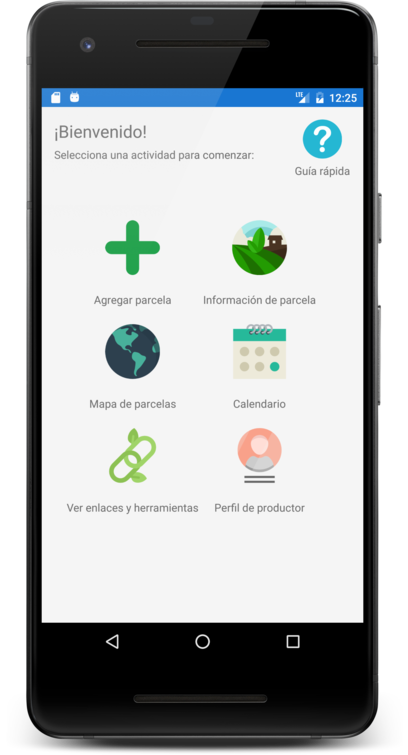 LTE 12:25
¡Bienvenido!
Selecciona una actividad para comenzar:
?
Guía rápida
Agregar parcela
Información de parcela
Mapa de parcelas
Calendario
Ver enlaces y herramientas
Perfil de productor